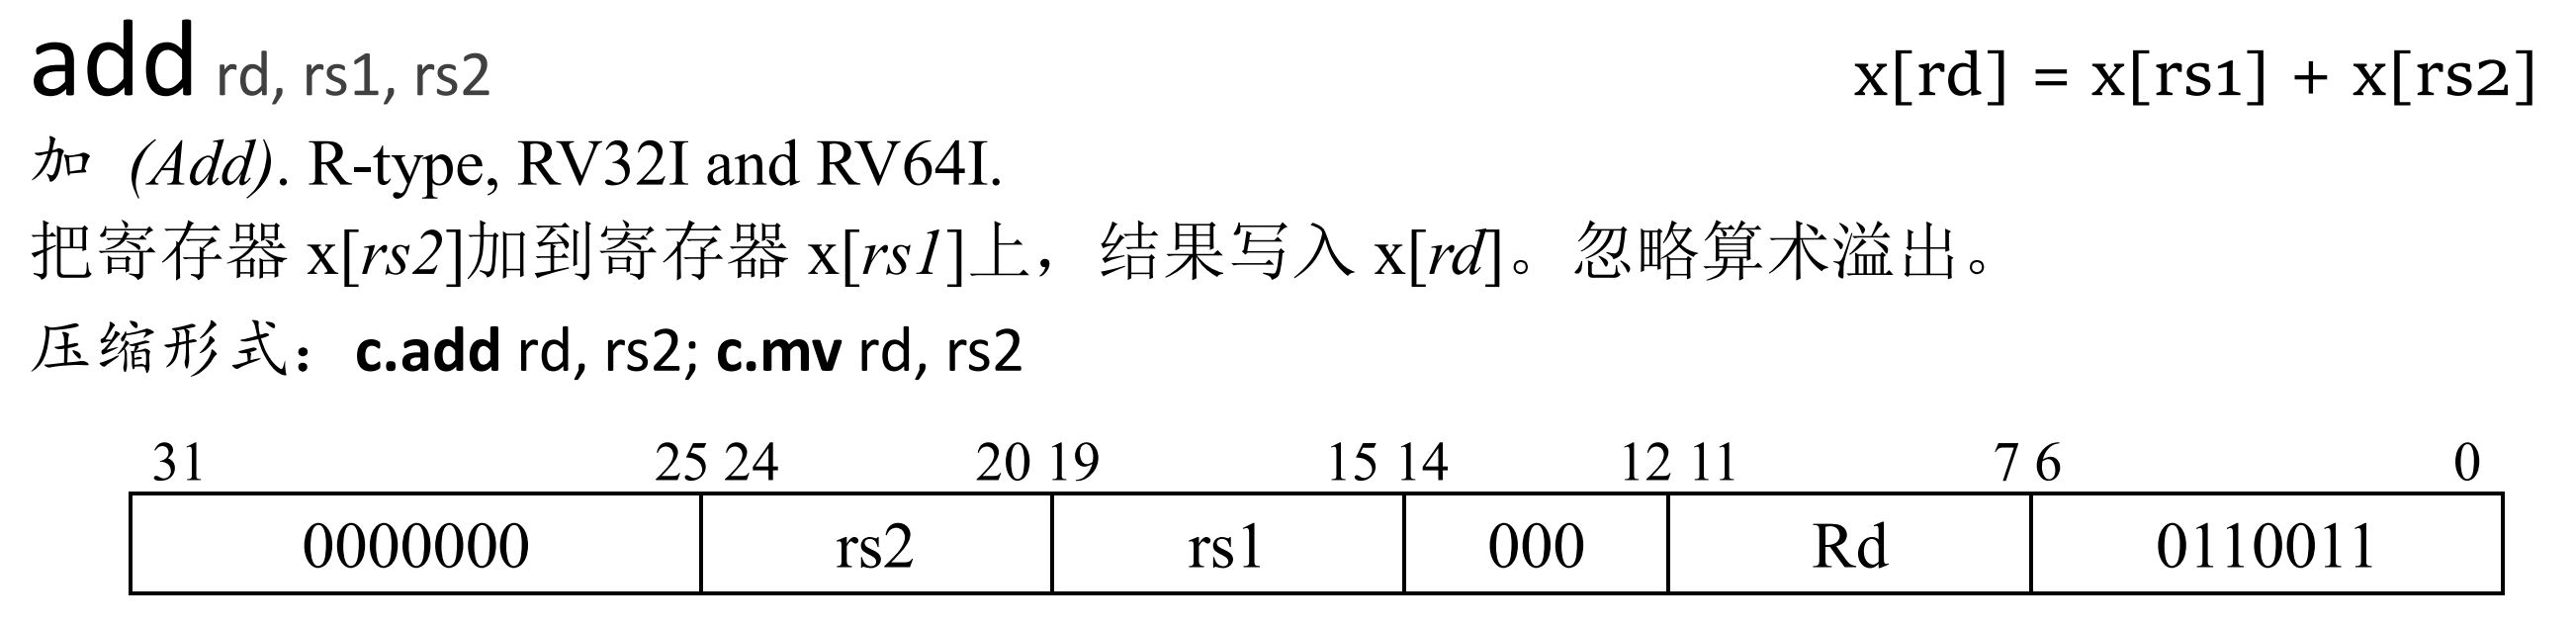 add rd, rs1, rs2 x[rd] = x[rs1] + x[rs2]
加 (Add). R-type, RV32I and RV64I.
把寄存器 x[rs2]加到寄存器 x[rs1]上，结果写入 x[rd]。忽略算术溢出。
压缩形式：c.add rd, rs2; c.mv rd, rs2
31 25 24 20 19 15 14 12 11 7 6 0
0000000 rs2 rs1 000 Rd 0110011